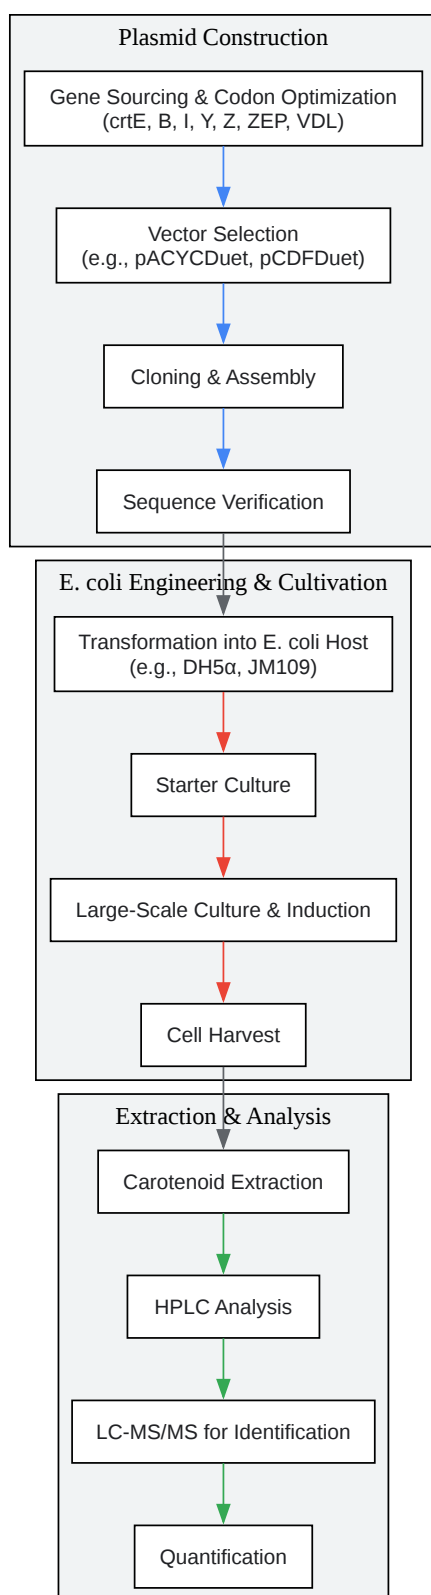 Plasmid Construction
Gene Sourcing & Codon Optimization
(crtE, B, I, Y, Z, ZEP, VDL)
Vector Selection
(e.g., pACYCDuet, pCDFDuet)
Cloning & Assembly
Sequence Verification
E. coli Engineering & Cultivation
Transformation into E. coli Host
(e.g., DH5α, JM109)
Starter Culture
Large-Scale Culture & Induction
Cell Harvest
Extraction & Analysis
Carotenoid Extraction
HPLC Analysis
LC-MS/MS for Identification
Quantification